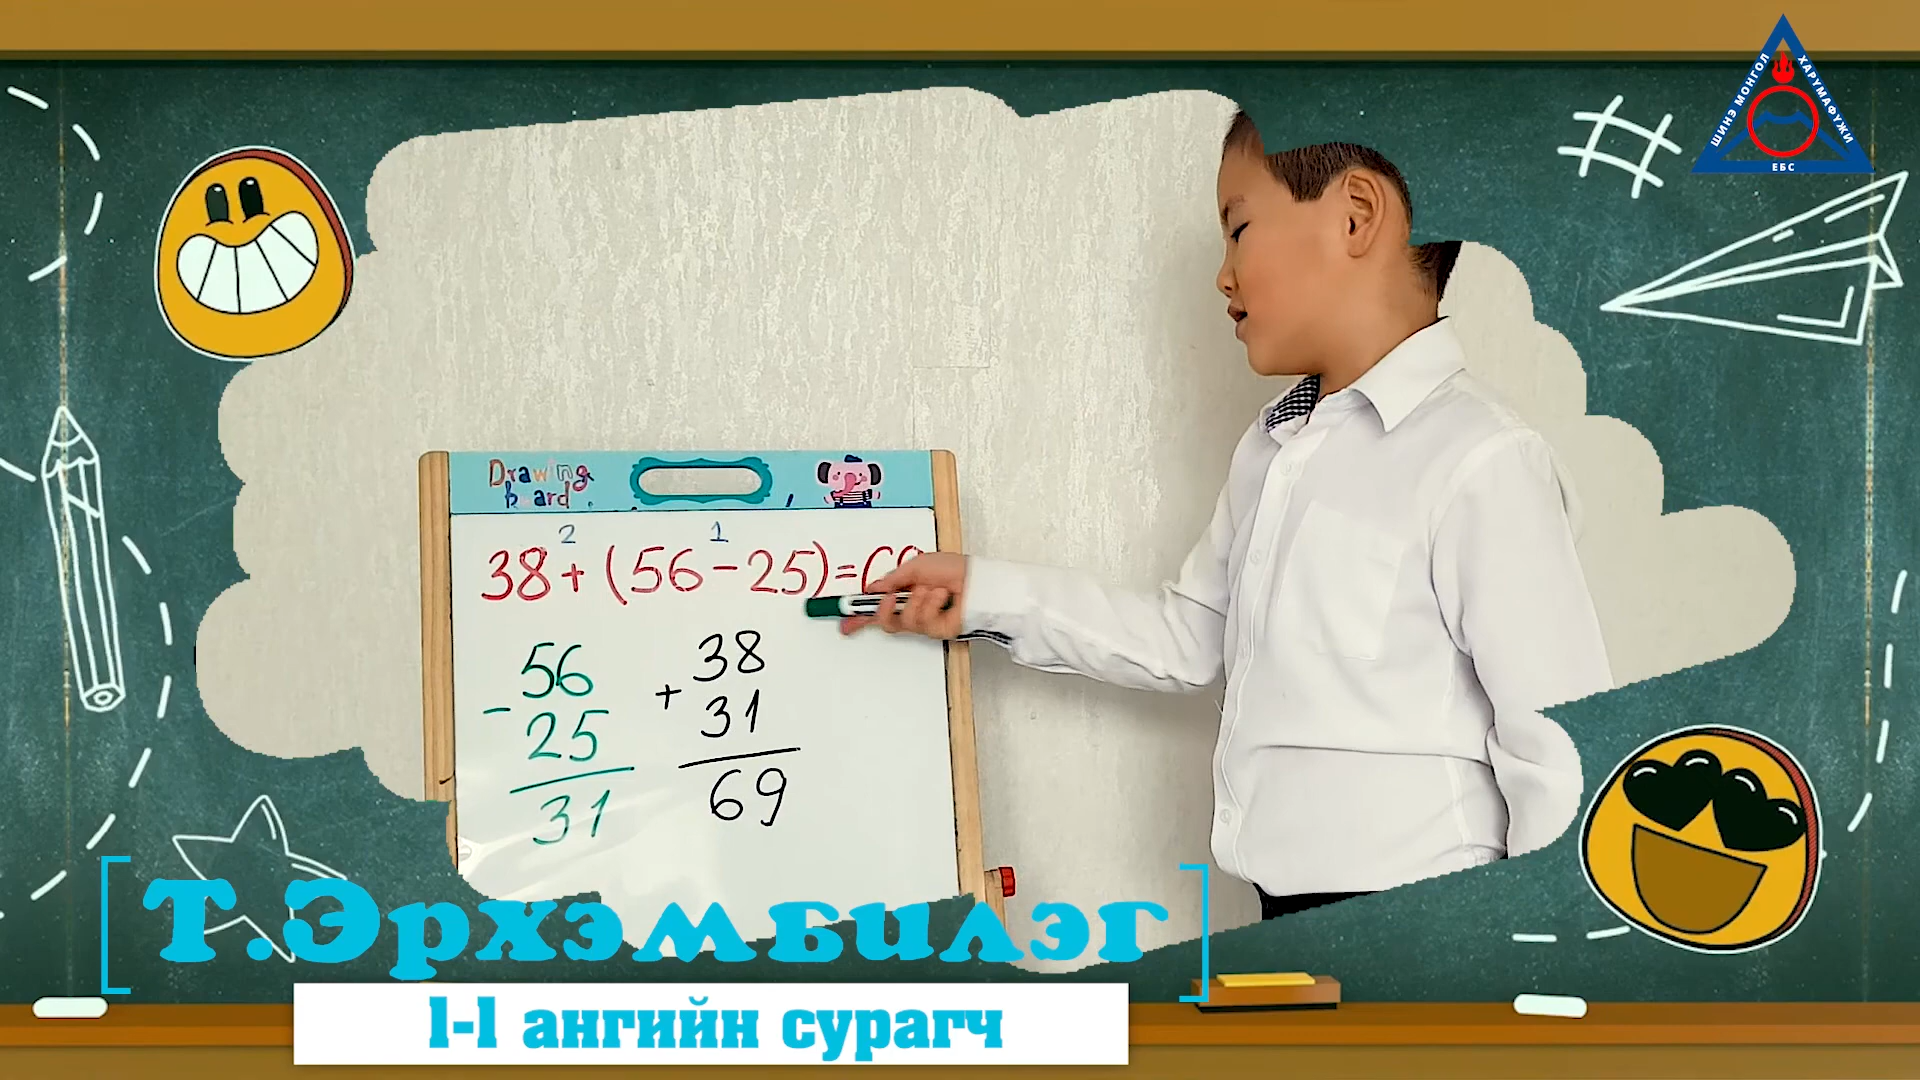 ШИНЭ МОНГОЛ
ХАРУМАФУЖИ
ЕБС
Drawing
board
2 1
38+(56-25)=69
56
-
25
31
38
+
31
69
Т.Эрхэмбилэг
1-1 ангийн сурагч